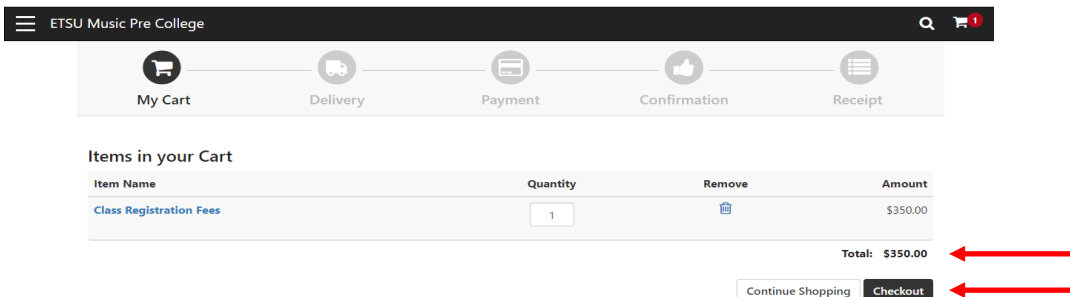 ETSU Music Pre College 1
My Cart Delivery Payment Confirmation Receipt
Items in your Cart
Item Name Quantity Remove Amount
Class Registration Fees 1 $350.00
Total: $350.00
Continue Shopping Checkout